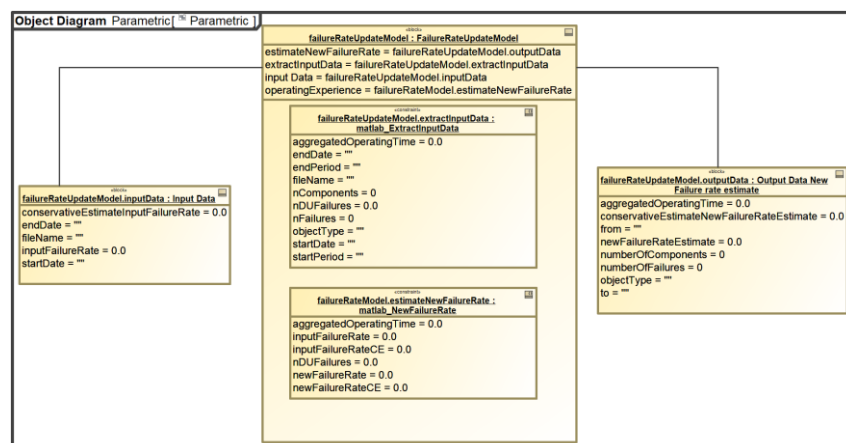 Object Diagram Parametric[ Parametric ]
«block»
failureRateUpdateModel : FailureRateUpdateModel
estimateNewFailureRate = failureRateUpdateModel.outputData
extractInputData = failureRateUpdateModel.extractInputData
input Data = failureRateUpdateModel.inputData
operatingExperience = failureRateModel.estimateNewFailureRate
«constraint»
failureRateUpdateModel.extractInputData :
matlab_ExtractInputData
aggregatedOperatingTime = 0.0
endDate = ""
endPeriod = ""
fileName = ""
nComponents = 0
nDUFailures = 0.0
nFailures = 0
objectType = ""
startDate = ""
startPeriod = ""
«constraint»
failureRateModel.estimateNewFailureRate :
matlab_NewFailureRate
aggregatedOperatingTime = 0.0
inputFailureRate = 0.0
inputFailureRateCE = 0.0
nDUFailures = 0.0
newFailureRate = 0.0
newFailureRateCE = 0.0
«block»
failureRateUpdateModel.inputData : Input Data
conservativeEstimateInputFailureRate = 0.0
endDate = ""
fileName = ""
inputFailureRate = 0.0
startDate = ""
«block»
failureRateUpdateModel.outputData : Output Data New
Failure rate estimate
aggregatedOperatingTime = 0.0
conservativeEstimateNewFailureRateEstimate = 0.0
from = ""
newFailureRateEstimate = 0.0
numberOfComponents = 0
numberOfFailures = 0
objectType = ""
to = ""